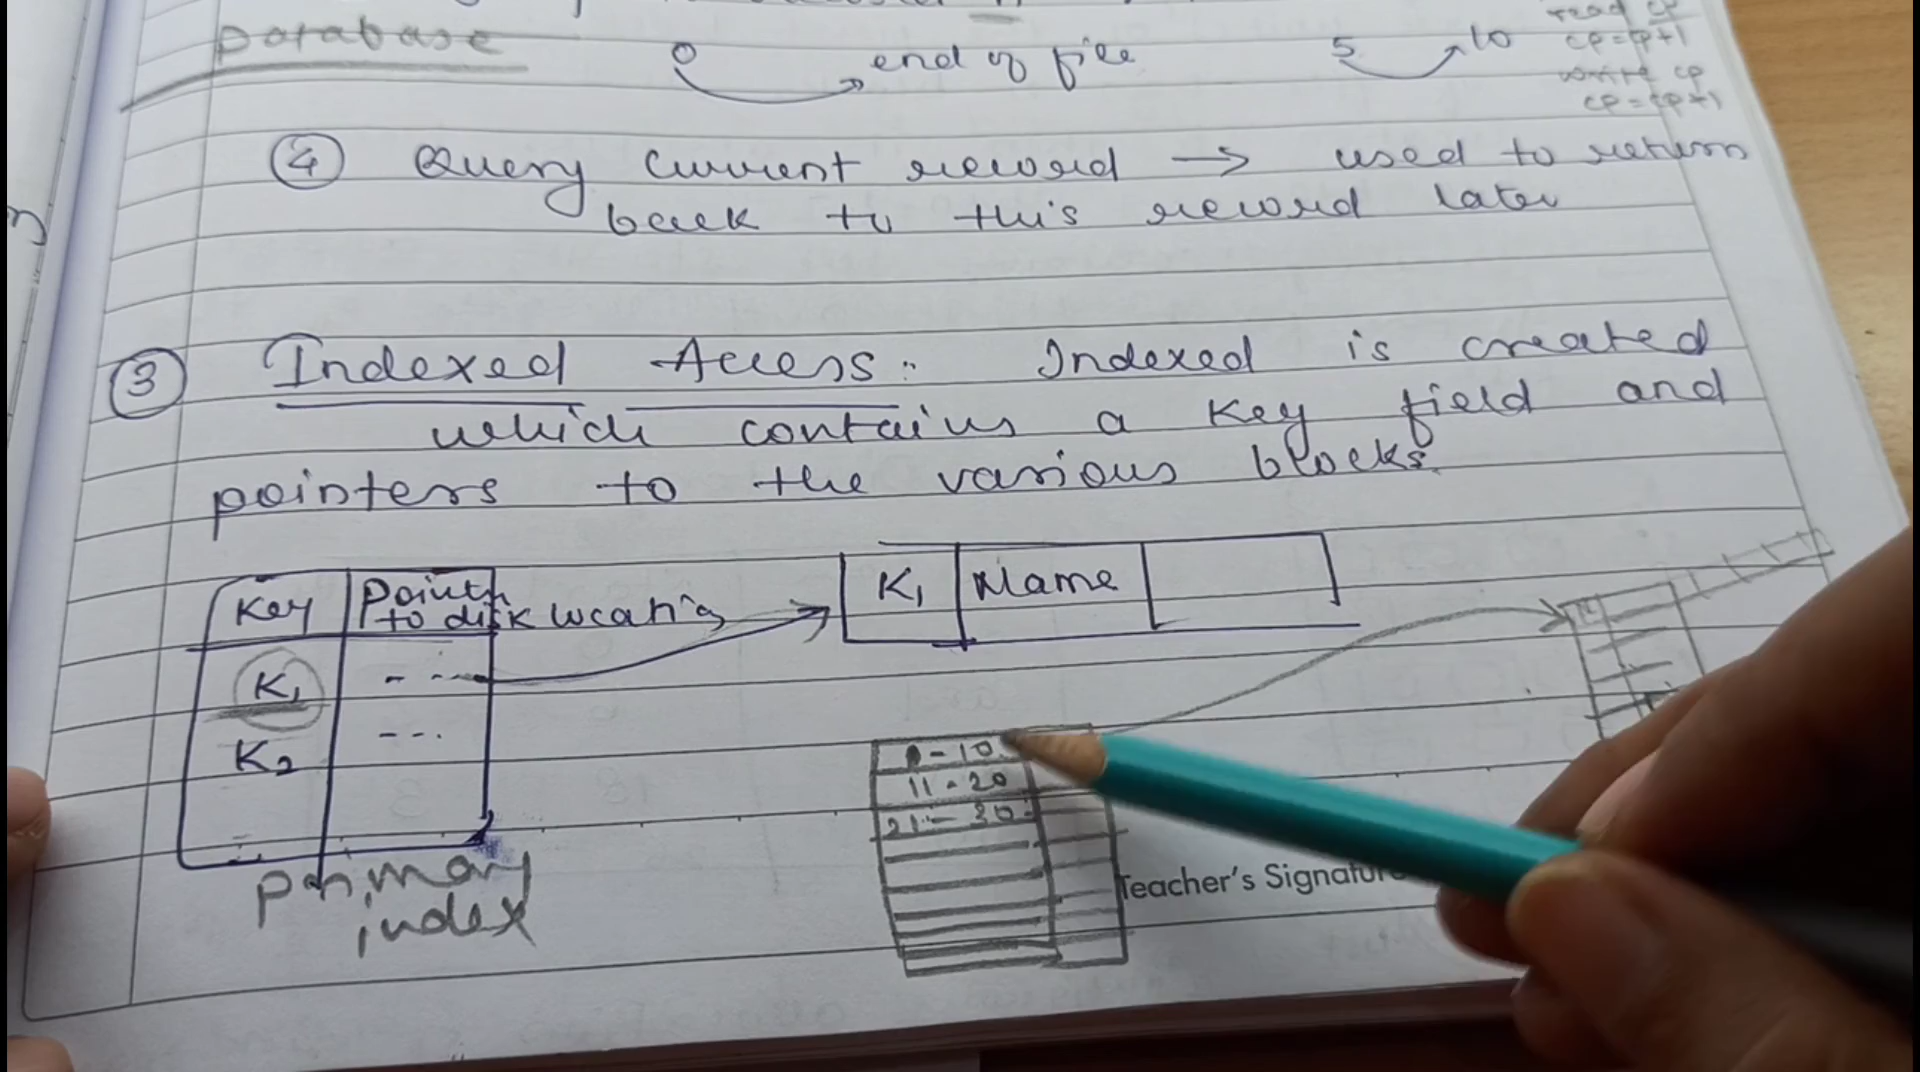 Database
0 end of file 5 10
read cp
cp=cp+1
write cp
cp=cp+1
4 Query current record → used to return
back to this record later
3 Indexed Access: Indexed is created
which contains a key field and
pointers to the various blocks.
Key
to disk location
K1 Name
K1 - - -
K2 - - -
Primary
index
- 10
11 - 20
21 - 30
Teacher's